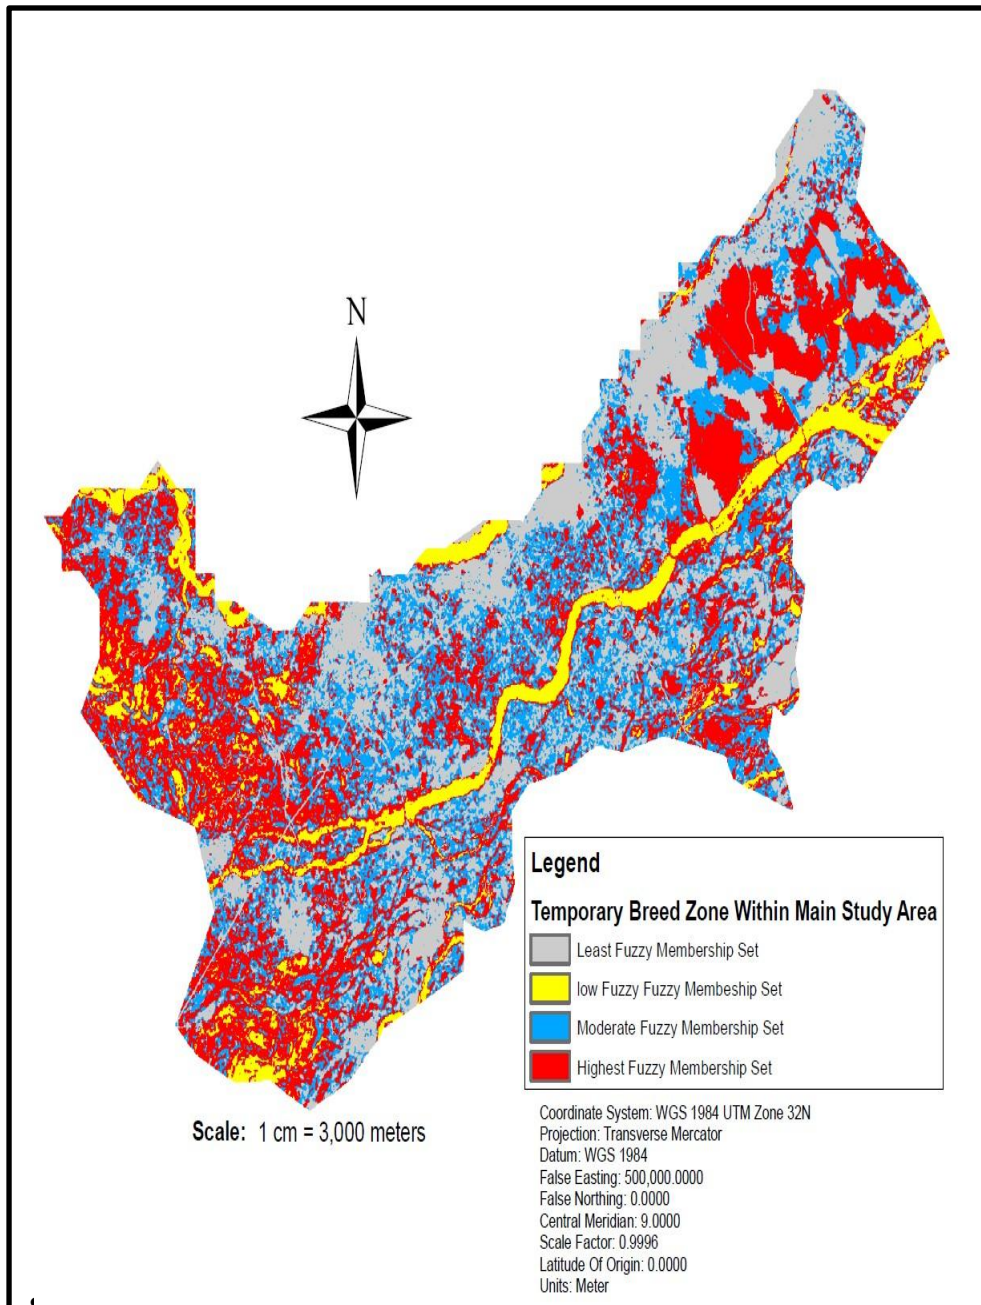 N
Legend
Temporary Breed Zone Within Main Study Area
Least Fuzzy Membership Set
low Fuzzy Fuzzy Membeship Set
Moderate Fuzzy Membership Set
Highest Fuzzy Membership Set
Scale: 1 cm = 3,000 meters
Coordinate System: WGS 1984 UTM Zone 32N
Projection: Transverse Mercator
Datum: WGS 1984
False Easting: 500,000.0000
False Northing: 0.0000
Central Meridian: 9.0000
Scale Factor: 0.9996
Latitude Of Origin: 0.0000
Units: Meter